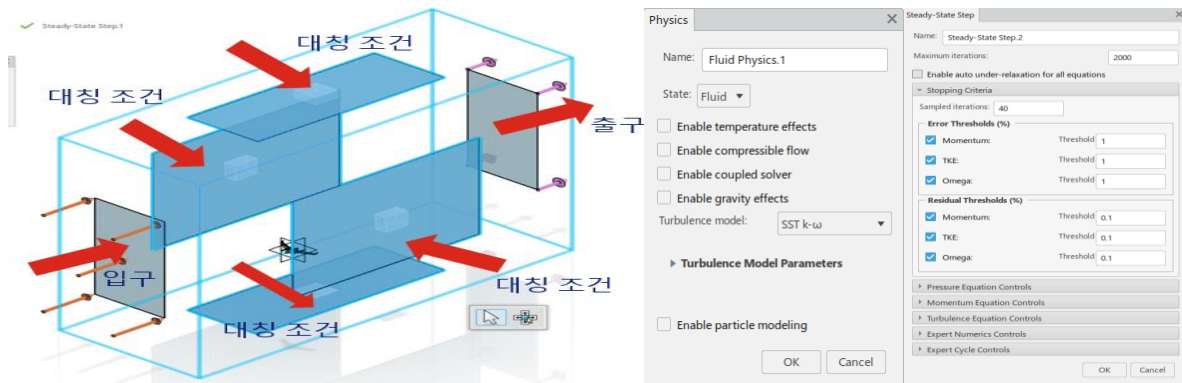 Steady-State Step.1
대칭 조건
대칭 조건
출구
입구
대칭 조건
대칭 조건
Physics
Name: Fluid Physics.1
State: Fluid
Enable temperature effects
Enable compressible flow
Enable coupled solver
Enable gravity effects
Turbulence model: SST k-ω
Turbulence Model Parameters
Enable particle modeling
OK Cancel
Steady-State Step
Name: Steady-State Step.2
Maximum iterations: 2000
Enable auto under-relaxation for all equations
Stopping Criteria
Sampled iterations: 40
Error Thresholds (%)
Momentum: Threshold 1
TKE: Threshold 1
Omega: Threshold 1
Residual Thresholds (%)
Momentum: Threshold 0.1
TKE: Threshold 0.1
Omega: Threshold 0.1
Pressure Equation Controls
Momentum Equation Controls
Turbulence Equation Controls
Expert Numerics Controls
Expert Cycle Controls
OK Cancel